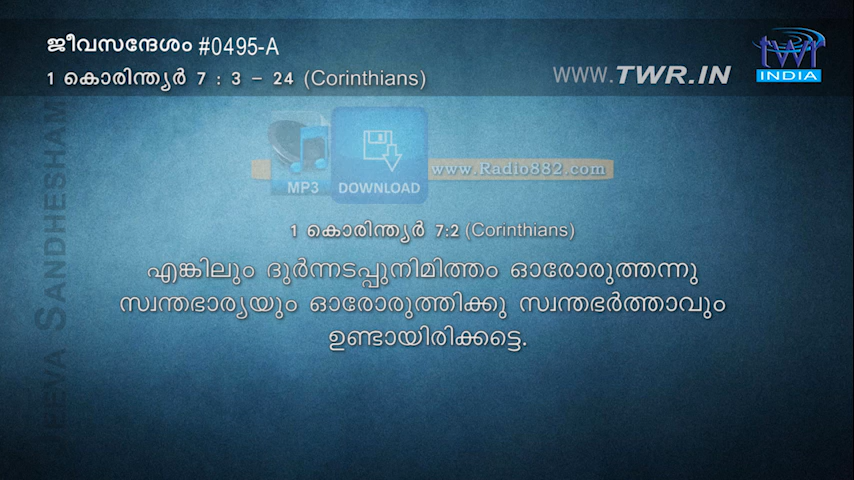 ജീവസന്ദേശം #0495-A
1 കൊരിന്ത്യർ 7 : 3 - 24 (Corinthians)
WWW.TWR.IN
twr
INDIA
JEEVA SANDHESHAM
MP3
DOWNLOAD
www.Radio882.com
1 കൊരിന്ത്യർ 7:2 (Corinthians)
എങ്കിലും ദുർന്നടപ്പുനിമിത്തം ഓരോരുത്തന്നു
സ്വന്തഭാര്യയും ഓരോരുത്തിക്കു സ്വന്തഭർത്താവും
ഉണ്ടായിരിക്കട്ടെ.